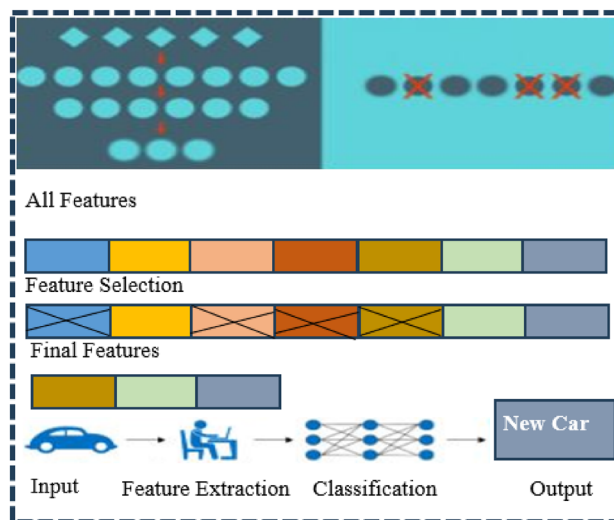 All Features
Feature Selection
Final Features
New Car
Input Feature Extraction Classification Output